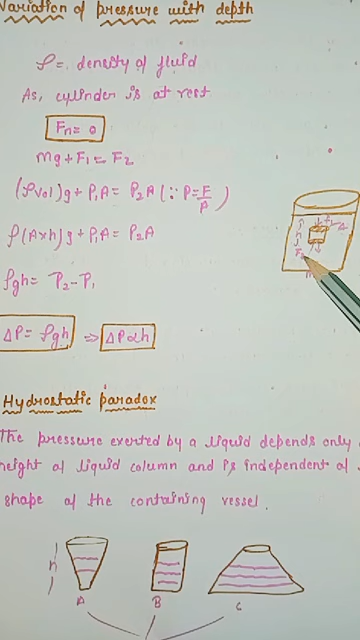 Variation of pressure with depth
ρ= density of fluid
As, cylinder is at rest
Fn= 0
mg+F1= F2
(ρVol)g+ P1A= P2A (∵ P=F/A)
ρ(Axh)g+P1A= P2A
ρgh= P2-P1
ΔP= ρgh ⇒ ΔP∝h
Hydrostatic paradox
The pressure exerted by a liquid depends only
height of liquid column and is independent of
shape of the containing vessel.
h
A B C